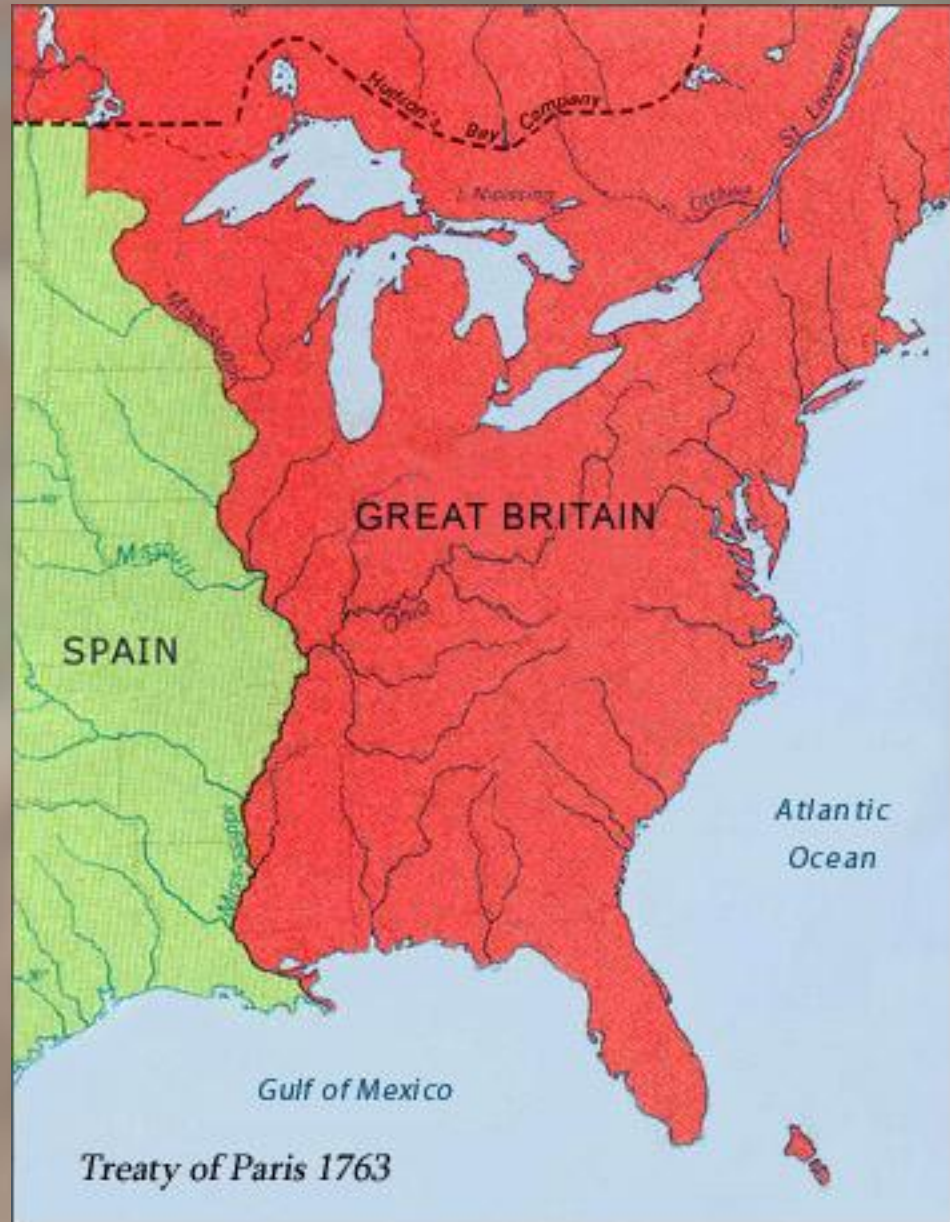 Hudson's Bay Company
St. Lawrence
L. Nipissing
Ottawa
Mississippi
GREAT BRITAIN
Missouri
Ohio
SPAIN
Mississippi
Atlantic
Ocean
Gulf of Mexico
Treaty of Paris 1763